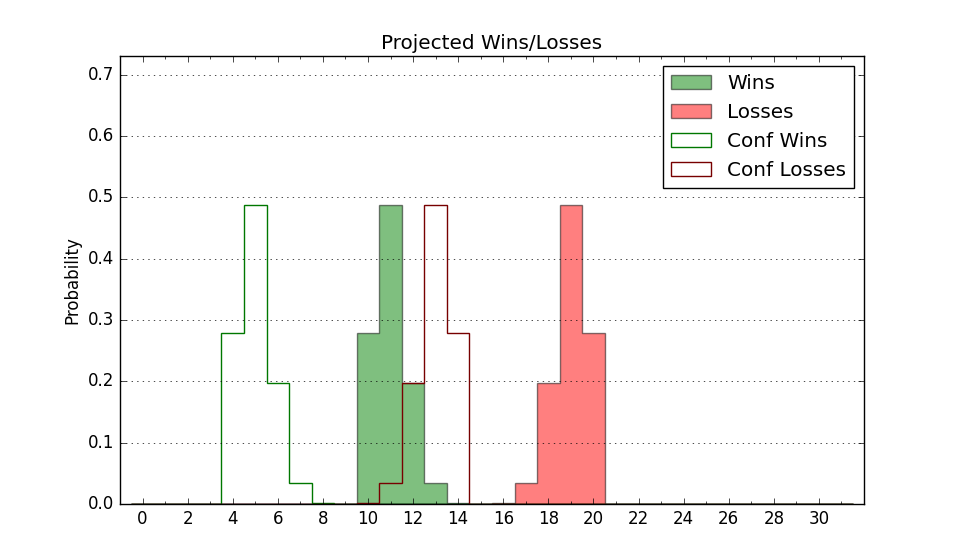 Projected Wins/Losses
Wins
Losses
Conf Wins
Conf Losses
Probability
0.7
0.6
0.5
0.4
0.3
0.2
0.1
0.0
0 2 4 6 8 10 12 14 16 18 20 22 24 26 28 30